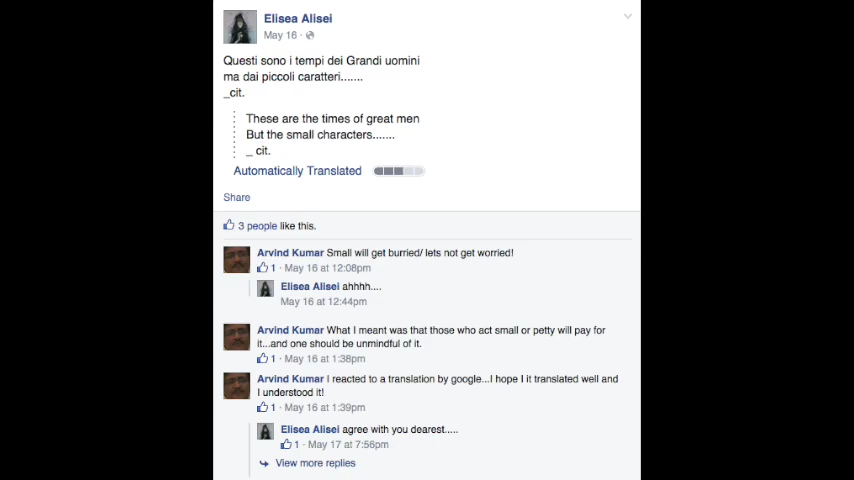 Elisea Alisei
May 16 ·
Questi sono i tempi dei Grandi uomini
ma dai piccoli caratteri.......
_cit.
These are the times of great men
But the small characters.......
_ cit.
Automatically Translated
Share
3 people like this.
Arvind Kumar Small will get burried/ lets not get worried!
1 · May 16 at 12:08pm
Elisea Alisei ahhhh....
May 16 at 12:44pm
Arvind Kumar What I meant was that those who act small or petty will pay for
it...and one should be unmindful of it.
1 · May 16 at 1:38pm
Arvind Kumar I reacted to a translation by google...I hope I it translated well and
I understood it!
1 · May 16 at 1:39pm
Elisea Alisei agree with you dearest.....
1 · May 17 at 7:56pm
View more replies